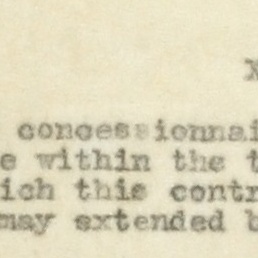 concessionnai
e within the t
ich this contr
may extended b